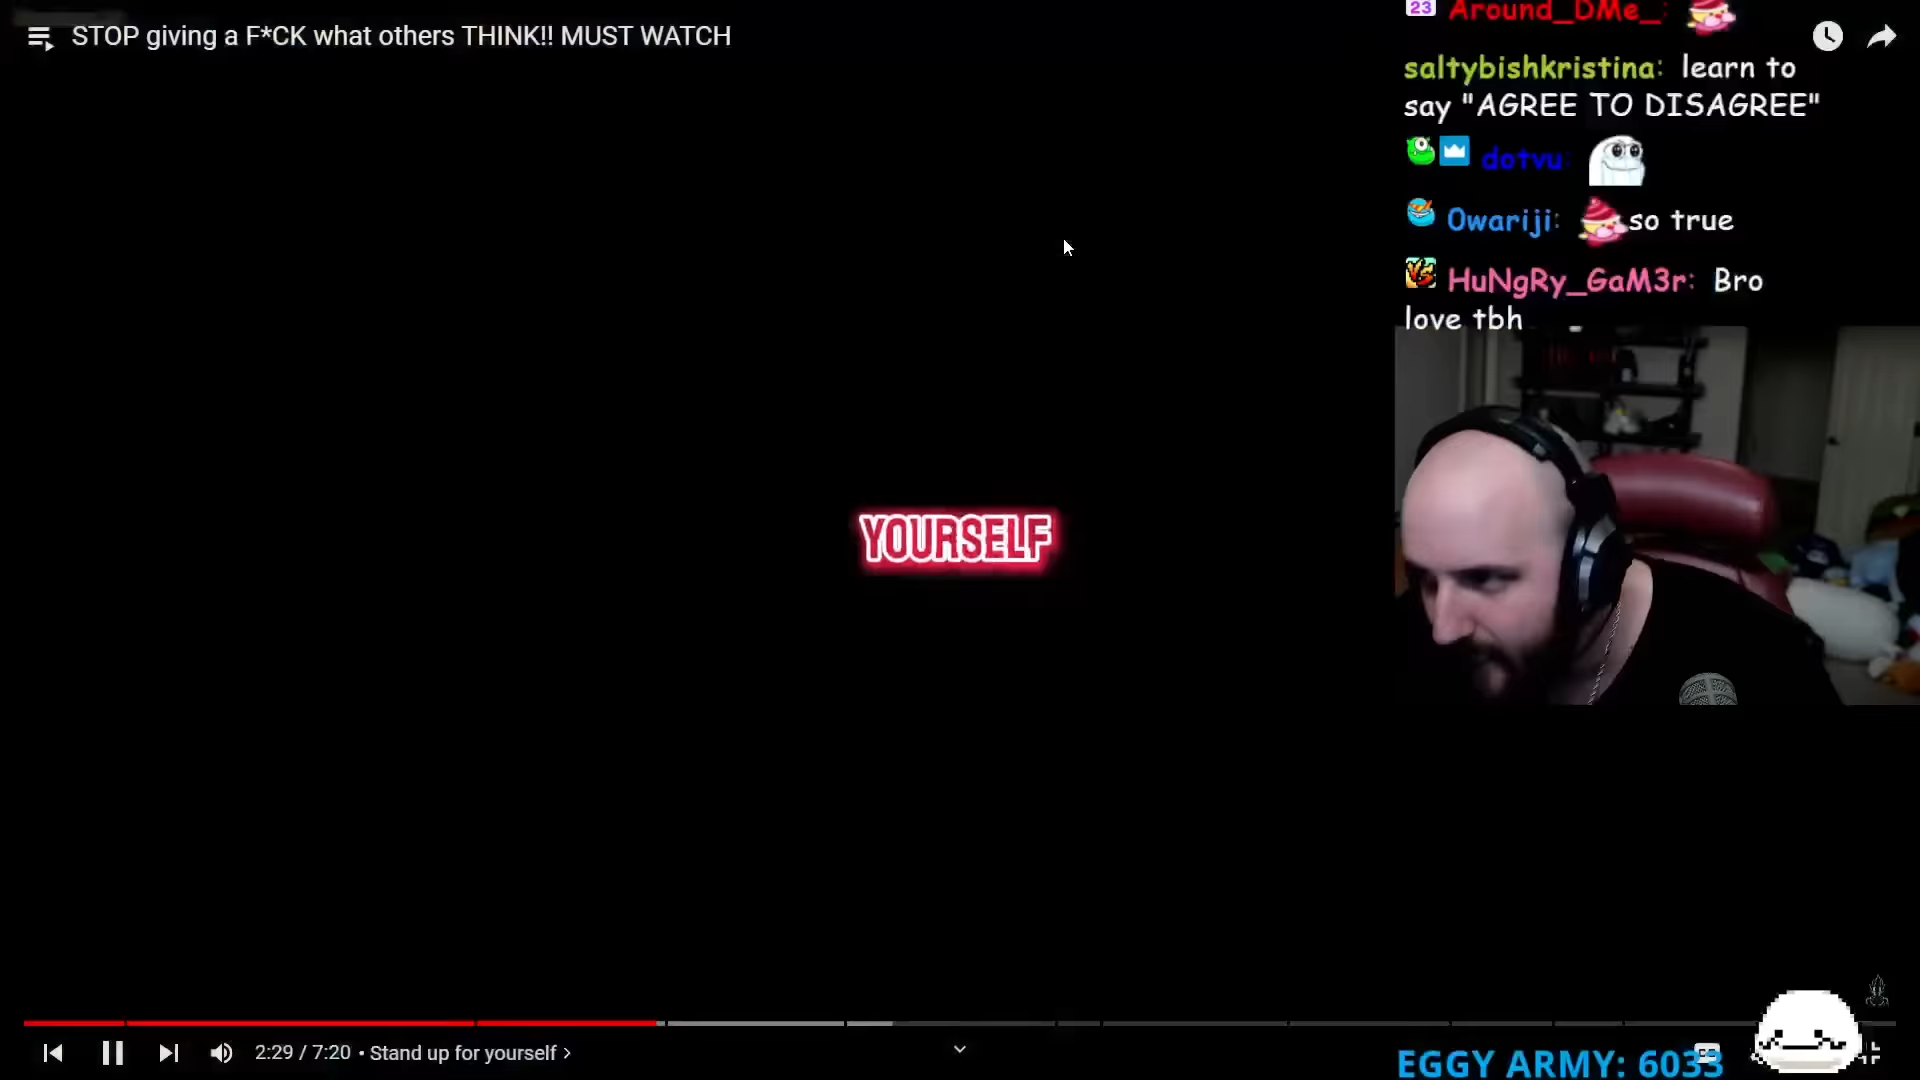 STOP giving a F*CK what others THINK!! MUST WATCH
23 Around_DMe_:
saltybishkristina: learn to
say "AGREE TO DISAGREE"
dotvu:
Owariji: so true
HuNgRy_GaM3r: Bro
love tbh
YOURSELF
2:29 / 7:20 • Stand up for yourself
EGGY ARMY: 6033